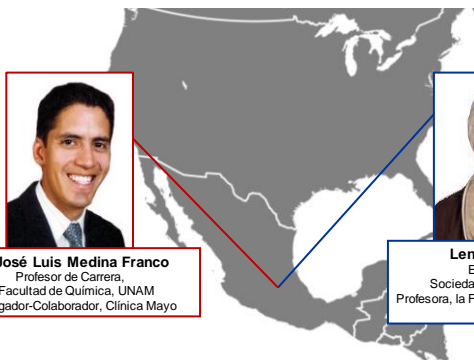 José Luis Medina Franco
Profesor de Carrera,
Facultad de Química, UNAM
gador-Colaborador, Clínica Mayo
Len
E
Socieda
Profesora, la F